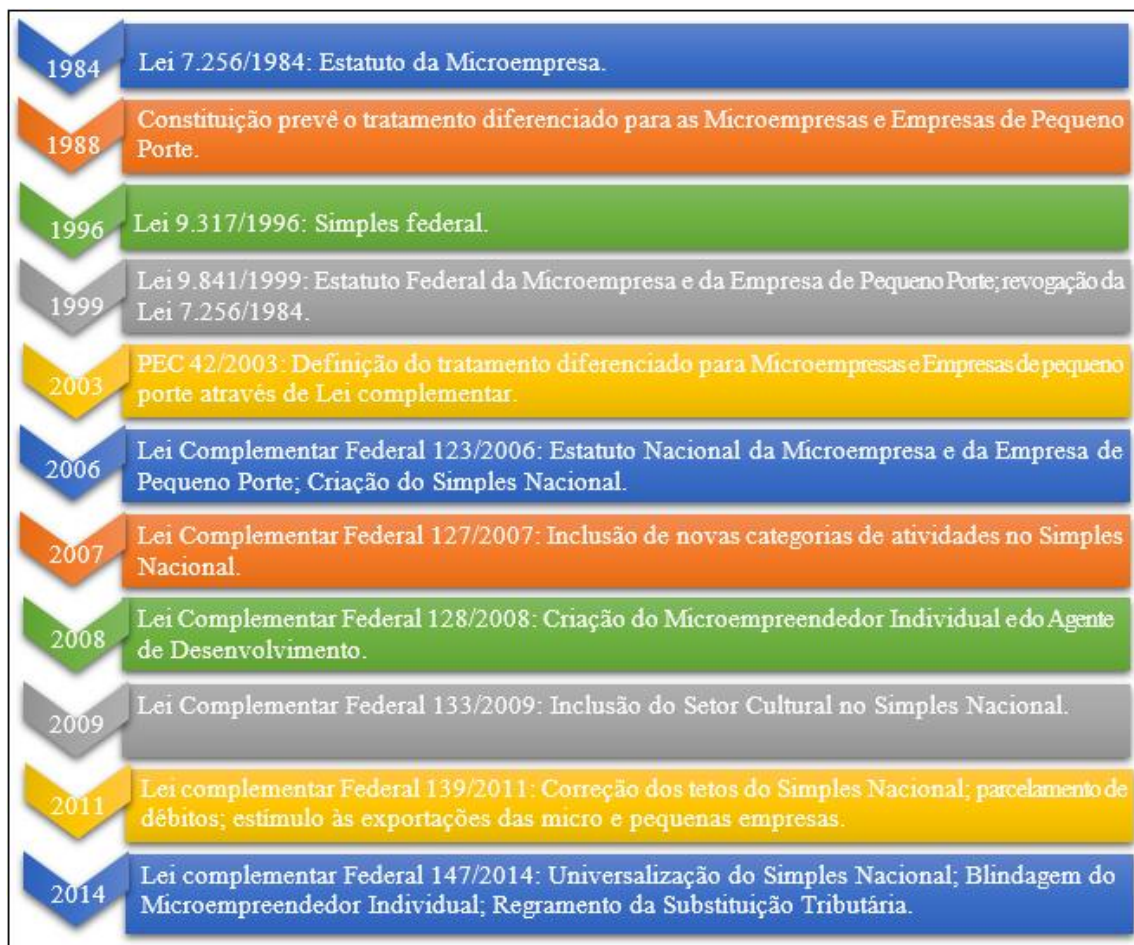 1984
Lei 7.256/1984: Estatuto da Microempresa.
1988
Constituição prevê o tratamento diferenciado para as Microempresas e Empresas de Pequeno
Porte.
1996
Lei 9.317/1996: Simples federal.
1999
Lei 9.841/1999: Estatuto Federal da Microempresa e da Empresa de Pequeno Porte; revogação da
Lei 7.256/1984.
2003
PEC 42/2003: Definição do tratamento diferenciado para Microempresas e Empresas de pequeno
porte através de Lei complementar.
2006
Lei Complementar Federal 123/2006: Estatuto Nacional da Microempresa e da Empresa de
Pequeno Porte; Criação do Simples Nacional.
2007
Lei Complementar Federal 127/2007: Inclusão de novas categorias de atividades no Simples
Nacional.
2008
Lei Complementar Federal 128/2008: Criação do Microempreendedor Individual e do Agente
de Desenvolvimento.
2009
Lei Complementar Federal 133/2009: Inclusão do Setor Cultural no Simples Nacional.
2011
Lei complementar Federal 139/2011: Correção dos tetos do Simples Nacional; parcelamento de
débitos; estímulo às exportações das micro e pequenas empresas.
2014
Lei complementar Federal 147/2014: Universalização do Simples Nacional; Blindagem do
Microempreendedor Individual; Regramento da Substituição Tributária.